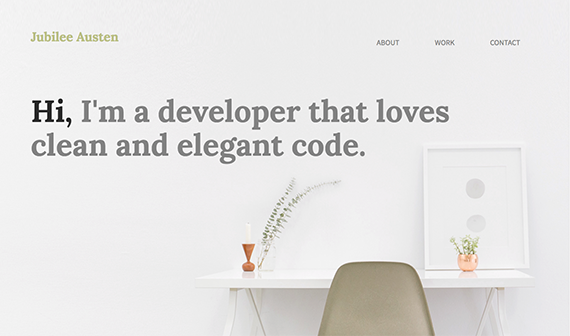 Jubilee Austen
ABOUT WORK CONTACT
Hi, I'm a developer that loves
clean and elegant code.